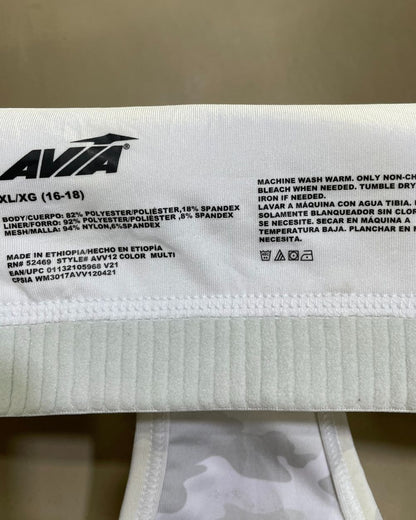 AVIA®
XL/XG (16-18)
BODY/CUERPO: 82% POLYESTER/POLIÉSTER,18% SPANDEX
LINER/FORRO: 92% POLYESTER/POLIÉSTER ,8% SPANDEX
MESH/MALLA: 94% NYLON,6%SPANDEX
MADE IN ETHIOPIA/HECHO EN ETIOPÍA
RN# 52469 STYLE# AVV12 COLOR MULTI
EAN/UPC 01132105968 V21
CPSIA WM3017AVV120421
MACHINE WASH WARM. ONLY NON-CH
BLEACH WHEN NEEDED. TUMBLE DRY
IRON IF NEEDED.
LAVAR A MÁQUINA CON AGUA TIBIA.
SOLAMENTE BLANQUEADOR SIN CLOR
SE NECESITE. SECAR EN MÁQUINA A
TEMPERATURA BAJA. PLANCHAR EN F
NECESITA.